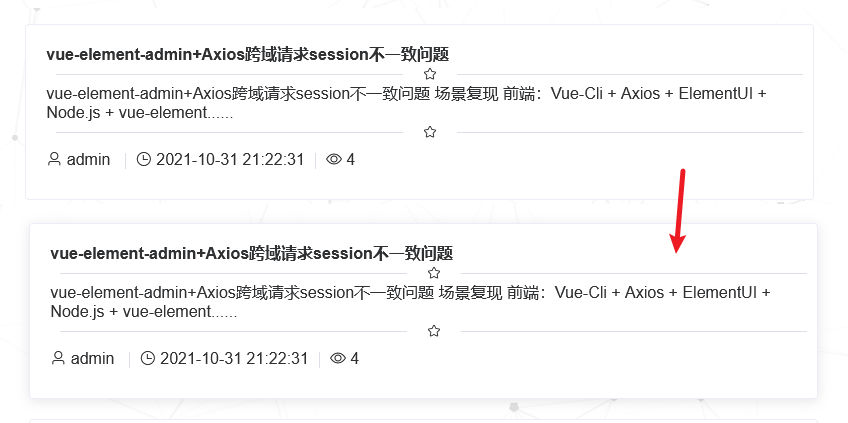 vue-element-admin+Axios跨域请求session不一致问题
vue-element-admin+Axios跨域请求session不一致问题 场景复现 前端：Vue-Cli + Axios + ElementUI +
Node.js + vue-element......
admin 2021-10-31 21:22:31 4
vue-element-admin+Axios跨域请求session不一致问题
vue-element-admin+Axios跨域请求session不一致问题 场景复现 前端：Vue-Cli + Axios + ElementUI +
Node.js + vue-element......
admin 2021-10-31 21:22:31 4